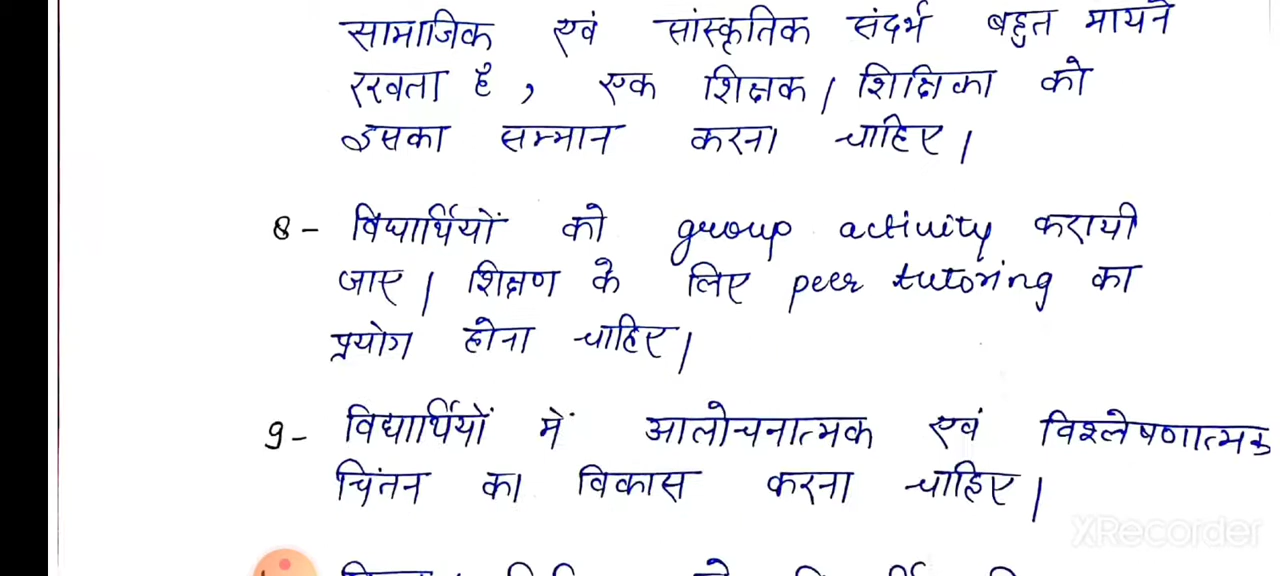 सामाजिक एवं सांस्कृतिक संदर्भ बहुत मायने
रखता है, एक शिक्षक / शिक्षिका को
इसका सम्मान करना चाहिए।
8 - विद्यार्थियों को group activity करायी
जाए। शिक्षण के लिए peer tutoring का
प्रयोग होना चाहिए।
9 - विद्यार्थियों में आलोचनात्मक एवं विश्लेषणात्मक
चिंतन का विकास करना चाहिए।
XRecorder